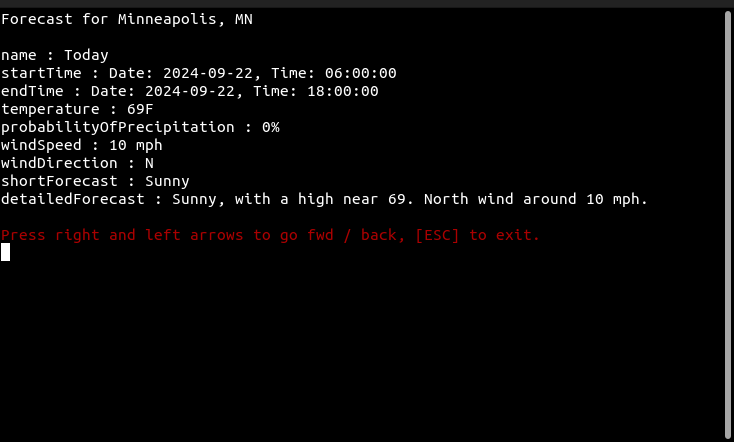 Forecast for Minneapolis, MN
name : Today
startTime : Date: 2024-09-22, Time: 06:00:00
endTime : Date: 2024-09-22, Time: 18:00:00
temperature : 69F
probabilityOfPrecipitation : 0%
windSpeed : 10 mph
windDirection : N
shortForecast : Sunny
detailedForecast : Sunny, with a high near 69. North wind around 10 mph.
Press right and left arrows to go fwd / back, [ESC] to exit.